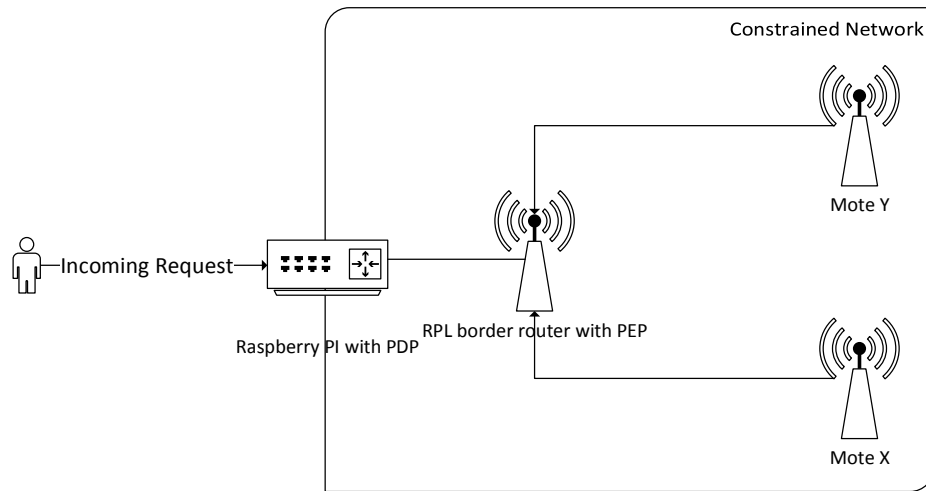 Constrained Network
Mote Y
Incoming Request
RPL border router with PEP
Raspberry PI with PDP
Mote X